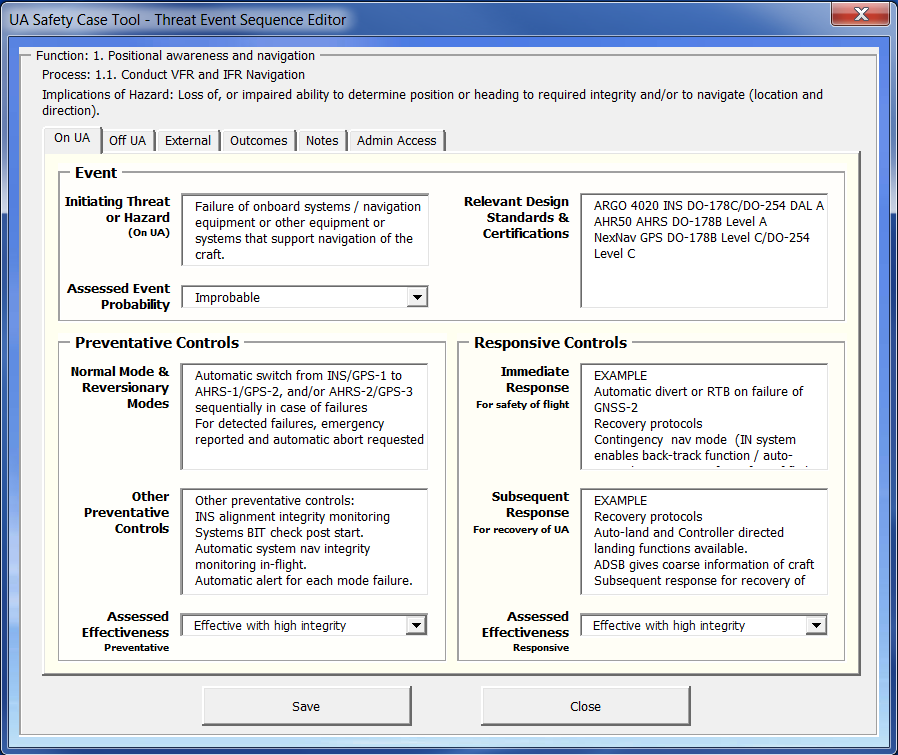 UA Safety Case Tool - Threat Event Sequence Editor
Function: 1. Positional awareness and navigation
Process: 1.1. Conduct VFR and IFR Navigation
Implications of Hazard: Loss of, or impaired ability to determine position or heading to required integrity and/or to navigate (location and
direction).
On UA Off UA External Outcomes Notes Admin Access
Event
Initiating Threat
or Hazard
(On UA)
Failure of onboard systems / navigation
equipment or other equipment or
systems that support navigation of the
craft.
Relevant Design
Standards &
Certifications
ARGO 4020 INS DO-178C/DO-254 DAL A
AHR50 AHRS DO-178B Level A
NexNav GPS DO-178B Level C/DO-254
Level C
Assessed Event
Probability
Improbable
Preventative Controls
Normal Mode &
Reversionary
Modes
Automatic switch from INS/GPS-1 to
AHRS-1/GPS-2, and/or AHRS-2/GPS-3
sequentially in case of failures
For detected failures, emergency
reported and automatic abort requested
Other
Preventative
Controls
Other preventative controls:
INS alignment integrity monitoring
Systems BIT check post start.
Automatic system nav integrity
monitoring in-flight.
Automatic alert for each mode failure.
Assessed
Effectiveness
Preventative
Effective with high integrity
Responsive Controls
Immediate
Response
For safety of flight
EXAMPLE
Automatic divert or RTB on failure of
GNSS-2
Recovery protocols
Contingency  nav mode  (IN system
enables back-track function / auto-
Subsequent
Response
For recovery of UA
EXAMPLE
Recovery protocols
Auto-land and Controller directed
landing functions available.
ADSB gives coarse information of craft
Subsequent response for recovery of
Assessed
Effectiveness
Responsive
Effective with high integrity
Save
Close